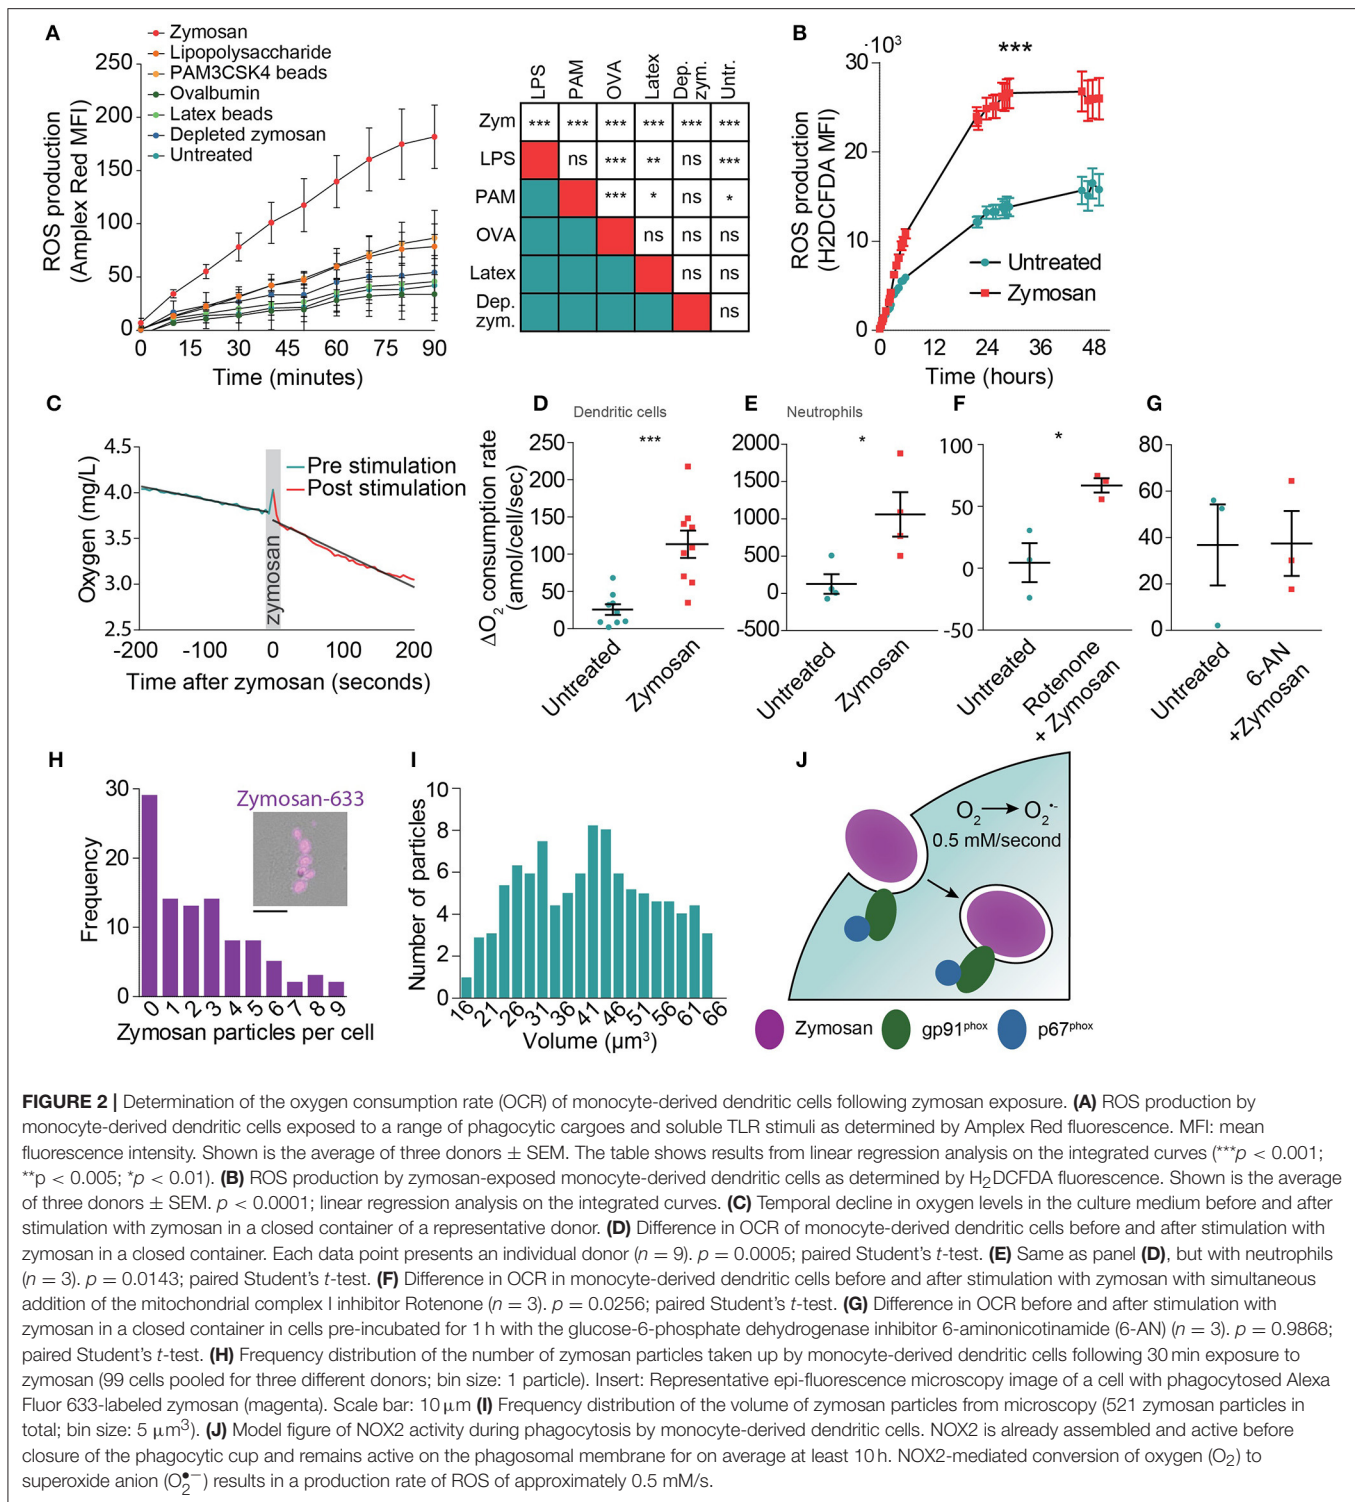 A
Zymosan
Lipopolysaccharide
PAM3CSK4 beads
Ovalbumin
Latex beads
Depleted zymosan
Untreated
ROS production
(Amplex Red MFI)
250
200
150
100
50
0
0 15 30 45 60 75 90
Time (minutes)
LPS PAM OVA Latex Dep. zym. Untr.
Zym *** *** *** *** *** ***
LPS ns *** ** ns ***
PAM *** * ns *
OVA ns ns ns
Latex ns ns
Dep. zym. ns
B
·10³
***
ROS production
(H2DCFDA MFI)
30
20
10
0
Untreated
Zymosan
0 12 24 36 48
Time (hours)
C
Oxygen (mg/L)
4.5
4.0
3.5
3.0
2.5
Pre stimulation
Post stimulation
zymosan
-200 -100 0 100 200
Time after zymosan (seconds)
D
Dendritic cells
***
ΔO₂ consumption rate
(amol/cell/sec)
250
200
150
100
50
0
Untreated
Zymosan
E
Neutrophils
*
2000
1500
1000
500
0
-500
Untreated
Zymosan
F
*
100
50
0
-50
Untreated
Rotenone
+ Zymosan
G
80
60
40
20
0
Untreated
6-AN
+Zymosan
H
Frequency
30
20
10
0
Zymosan-633
0 1 2 3 4 5 6 7 8 9
Zymosan particles per cell
I
Number of particles
10
8
6
4
2
0
16 21 26 31 36 41 46 51 56 61 66
Volume (µm³)
J
O₂ → O₂•-
0.5 mM/second
Zymosan gp91phox p67phox
FIGURE 2 | Determination of the oxygen consumption rate (OCR) of monocyte-derived dendritic cells following zymosan exposure. (A) ROS production by
monocyte-derived dendritic cells exposed to a range of phagocytic cargoes and soluble TLR stimuli as determined by Amplex Red fluorescence. MFI: mean
fluorescence intensity. Shown is the average of three donors ± SEM. The table shows results from linear regression analysis on the integrated curves (***p < 0.001;
**p < 0.005; *p < 0.01). (B) ROS production by zymosan-exposed monocyte-derived dendritic cells as determined by H₂DCFDA fluorescence. Shown is the average
of three donors ± SEM. p < 0.0001; linear regression analysis on the integrated curves. (C) Temporal decline in oxygen levels in the culture medium before and after
stimulation with zymosan in a closed container of a representative donor. (D) Difference in OCR of monocyte-derived dendritic cells before and after stimulation with
zymosan in a closed container. Each data point presents an individual donor (n = 9). p = 0.0005; paired Student's t-test. (E) Same as panel (D), but with neutrophils
(n = 3). p = 0.0143; paired Student's t-test. (F) Difference in OCR in monocyte-derived dendritic cells before and after stimulation with zymosan with simultaneous
addition of the mitochondrial complex I inhibitor Rotenone (n = 3). p = 0.0256; paired Student's t-test. (G) Difference in OCR before and after stimulation with
zymosan in a closed container in cells pre-incubated for 1 h with the glucose-6-phosphate dehydrogenase inhibitor 6-aminonicotinamide (6-AN) (n = 3). p = 0.9868;
paired Student's t-test. (H) Frequency distribution of the number of zymosan particles taken up by monocyte-derived dendritic cells following 30 min exposure to
zymosan (99 cells pooled for three different donors; bin size: 1 particle). Insert: Representative epi-fluorescence microscopy image of a cell with phagocytosed Alexa
Fluor 633-labeled zymosan (magenta). Scale bar: 10 µm (I) Frequency distribution of the volume of zymosan particles from microscopy (521 zymosan particles in
total; bin size: 5 µm³). (J) Model figure of NOX2 activity during phagocytosis by monocyte-derived dendritic cells. NOX2 is already assembled and active before
closure of the phagocytic cup and remains active on the phagosomal membrane for on average at least 10 h. NOX2-mediated conversion of oxygen (O₂) to
superoxide anion (O₂•−) results in a production rate of ROS of approximately 0.5 mM/s.